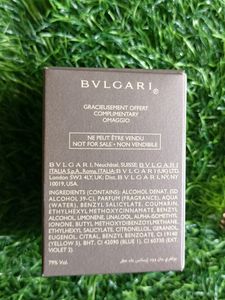 BVLGARI
GRACIEUSEMENT OFFERT
COMPLIMENTARY
OMAGGIO
NE PEUT ÊTRE VENDU
NOT FOR SALE - NON VENDIBILE
BVLGARI, Neuchâtel, SUISSE; BVLGARI
ITALIA S.p.A., Roma, ITALIA; BVLGARI (UK) LTD,
London SW3 4LY, UK; Dist. BVLGARI, NY, NY
10019, USA.
INGREDIENTS (CONTAINS): ALCOHOL DENAT. (SD
ALCOHOL 39-C), PARFUM (FRAGRANCE), AQUA
(WATER), BENZYL SALICYLATE, COUMARIN,
ETHYLHEXYL METHOXYCINNAMATE, BENZYL
ALCOHOL, LIMONENE, LINALOOL, ALPHA-ISOMETHYL
IONONE, BUTYL METHOXYDIBENZOYLMETHANE,
ETHYLHEXYL SALICYLATE, CITRONELLOL, GERANIOL,
EUGENOL, CITRAL, BENZYL BENZOATE, CI 19140
(YELLOW 5), BHT, CI 42090 (BLUE 1), CI 60730 (EXT.
VIOLET 2).
79% Vol.